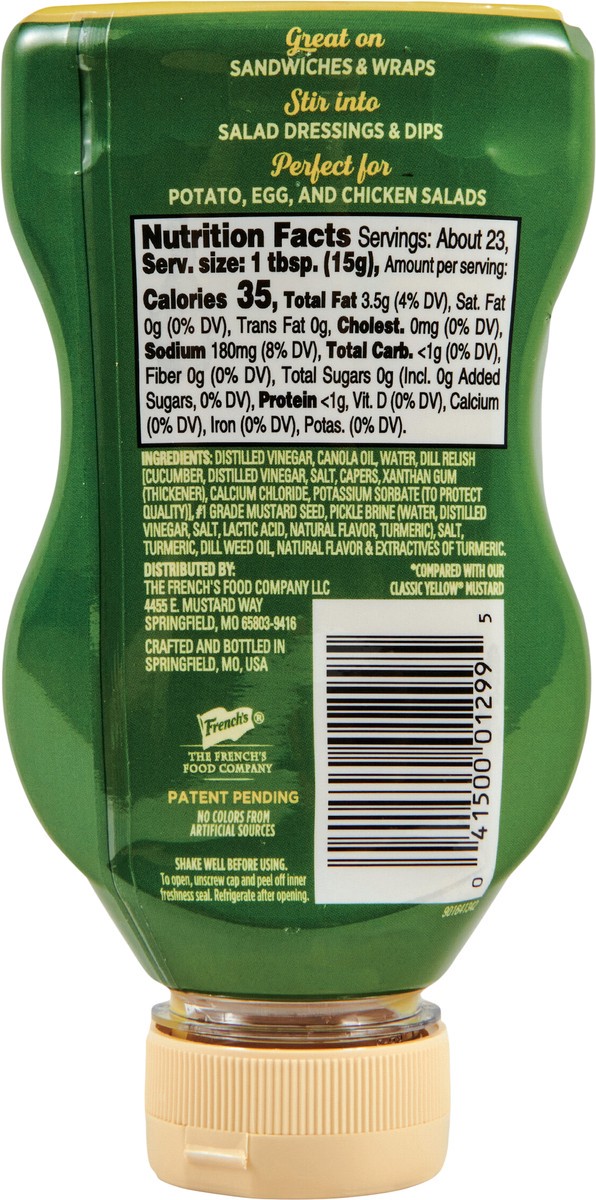 Great on
SANDWICHES & WRAPS
Stir into
SALAD DRESSINGS & DIPS
Perfect for
POTATO, EGG, AND CHICKEN SALADS
Nutrition Facts Servings: About 23,
Serv. size: 1 tbsp. (15g), Amount per serving:
Calories 35, Total Fat 3.5g (4% DV), Sat. Fat
0g (0% DV), Trans Fat 0g, Cholest. 0mg (0% DV),
Sodium 180mg (8% DV), Total Carb. <1g (0% DV),
Fiber 0g (0% DV), Total Sugars 0g (Incl. 0g Added
Sugars, 0% DV), Protein <1g, Vit. D (0% DV), Calcium
(0% DV), Iron (0% DV), Potas. (0% DV).
INGREDIENTS: DISTILLED VINEGAR, CANOLA OIL, WATER, DILL RELISH
[CUCUMBER, DISTILLED VINEGAR, SALT, CAPERS, XANTHAN GUM
(THICKENER), CALCIUM CHLORIDE, POTASSIUM SORBATE (TO PROTECT
QUALITY)], #1 GRADE MUSTARD SEED, PICKLE BRINE (WATER, DISTILLED
VINEGAR, SALT, LACTIC ACID, NATURAL FLAVOR, TURMERIC), SALT,
TURMERIC, DILL WEED OIL, NATURAL FLAVOR & EXTRACTIVES OF TURMERIC.
DISTRIBUTED BY:
THE FRENCH'S FOOD COMPANY LLC
4455 E. MUSTARD WAY
SPRINGFIELD, MO 65803-9416
*COMPARED WITH OUR
CLASSIC YELLOW® MUSTARD
CRAFTED AND BOTTLED IN
SPRINGFIELD, MO, USA
French's ®
THE FRENCH'S
FOOD COMPANY
PATENT PENDING
NO COLORS FROM
ARTIFICIAL SOURCES
SHAKE WELL BEFORE USING.
To open, unscrew cap and peel off inner
freshness seal. Refrigerate after opening.
0 41500 01299 5
901641342